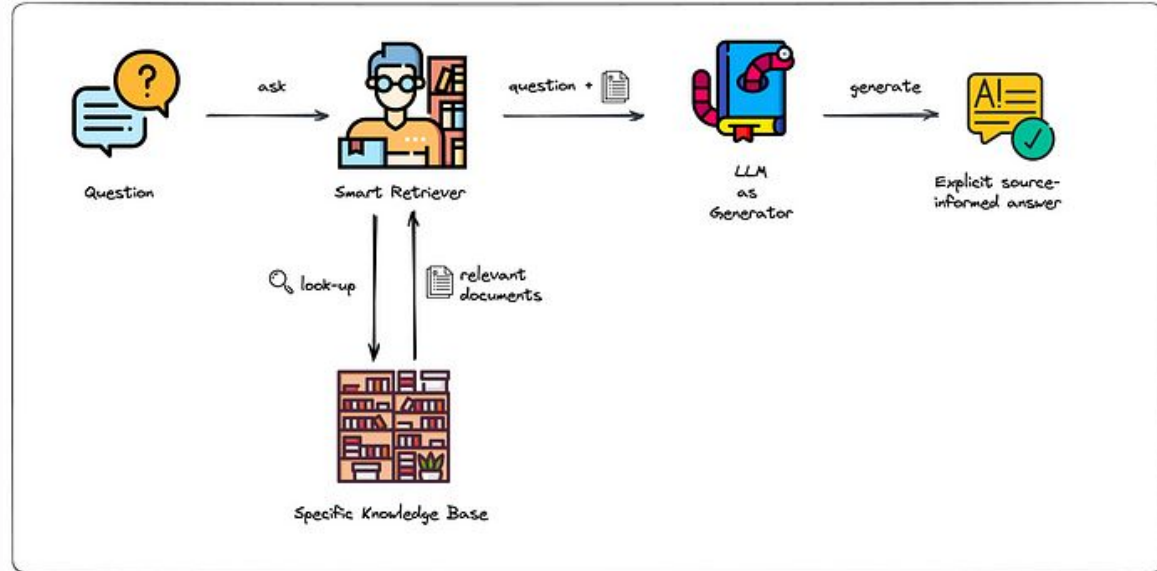 ?
ask
question +
A!
generate
Question
Smart Retriever
LLM
as
Generator
Explicit source-
informed answer
look-up
relevant
documents
Specific Knowledge Base